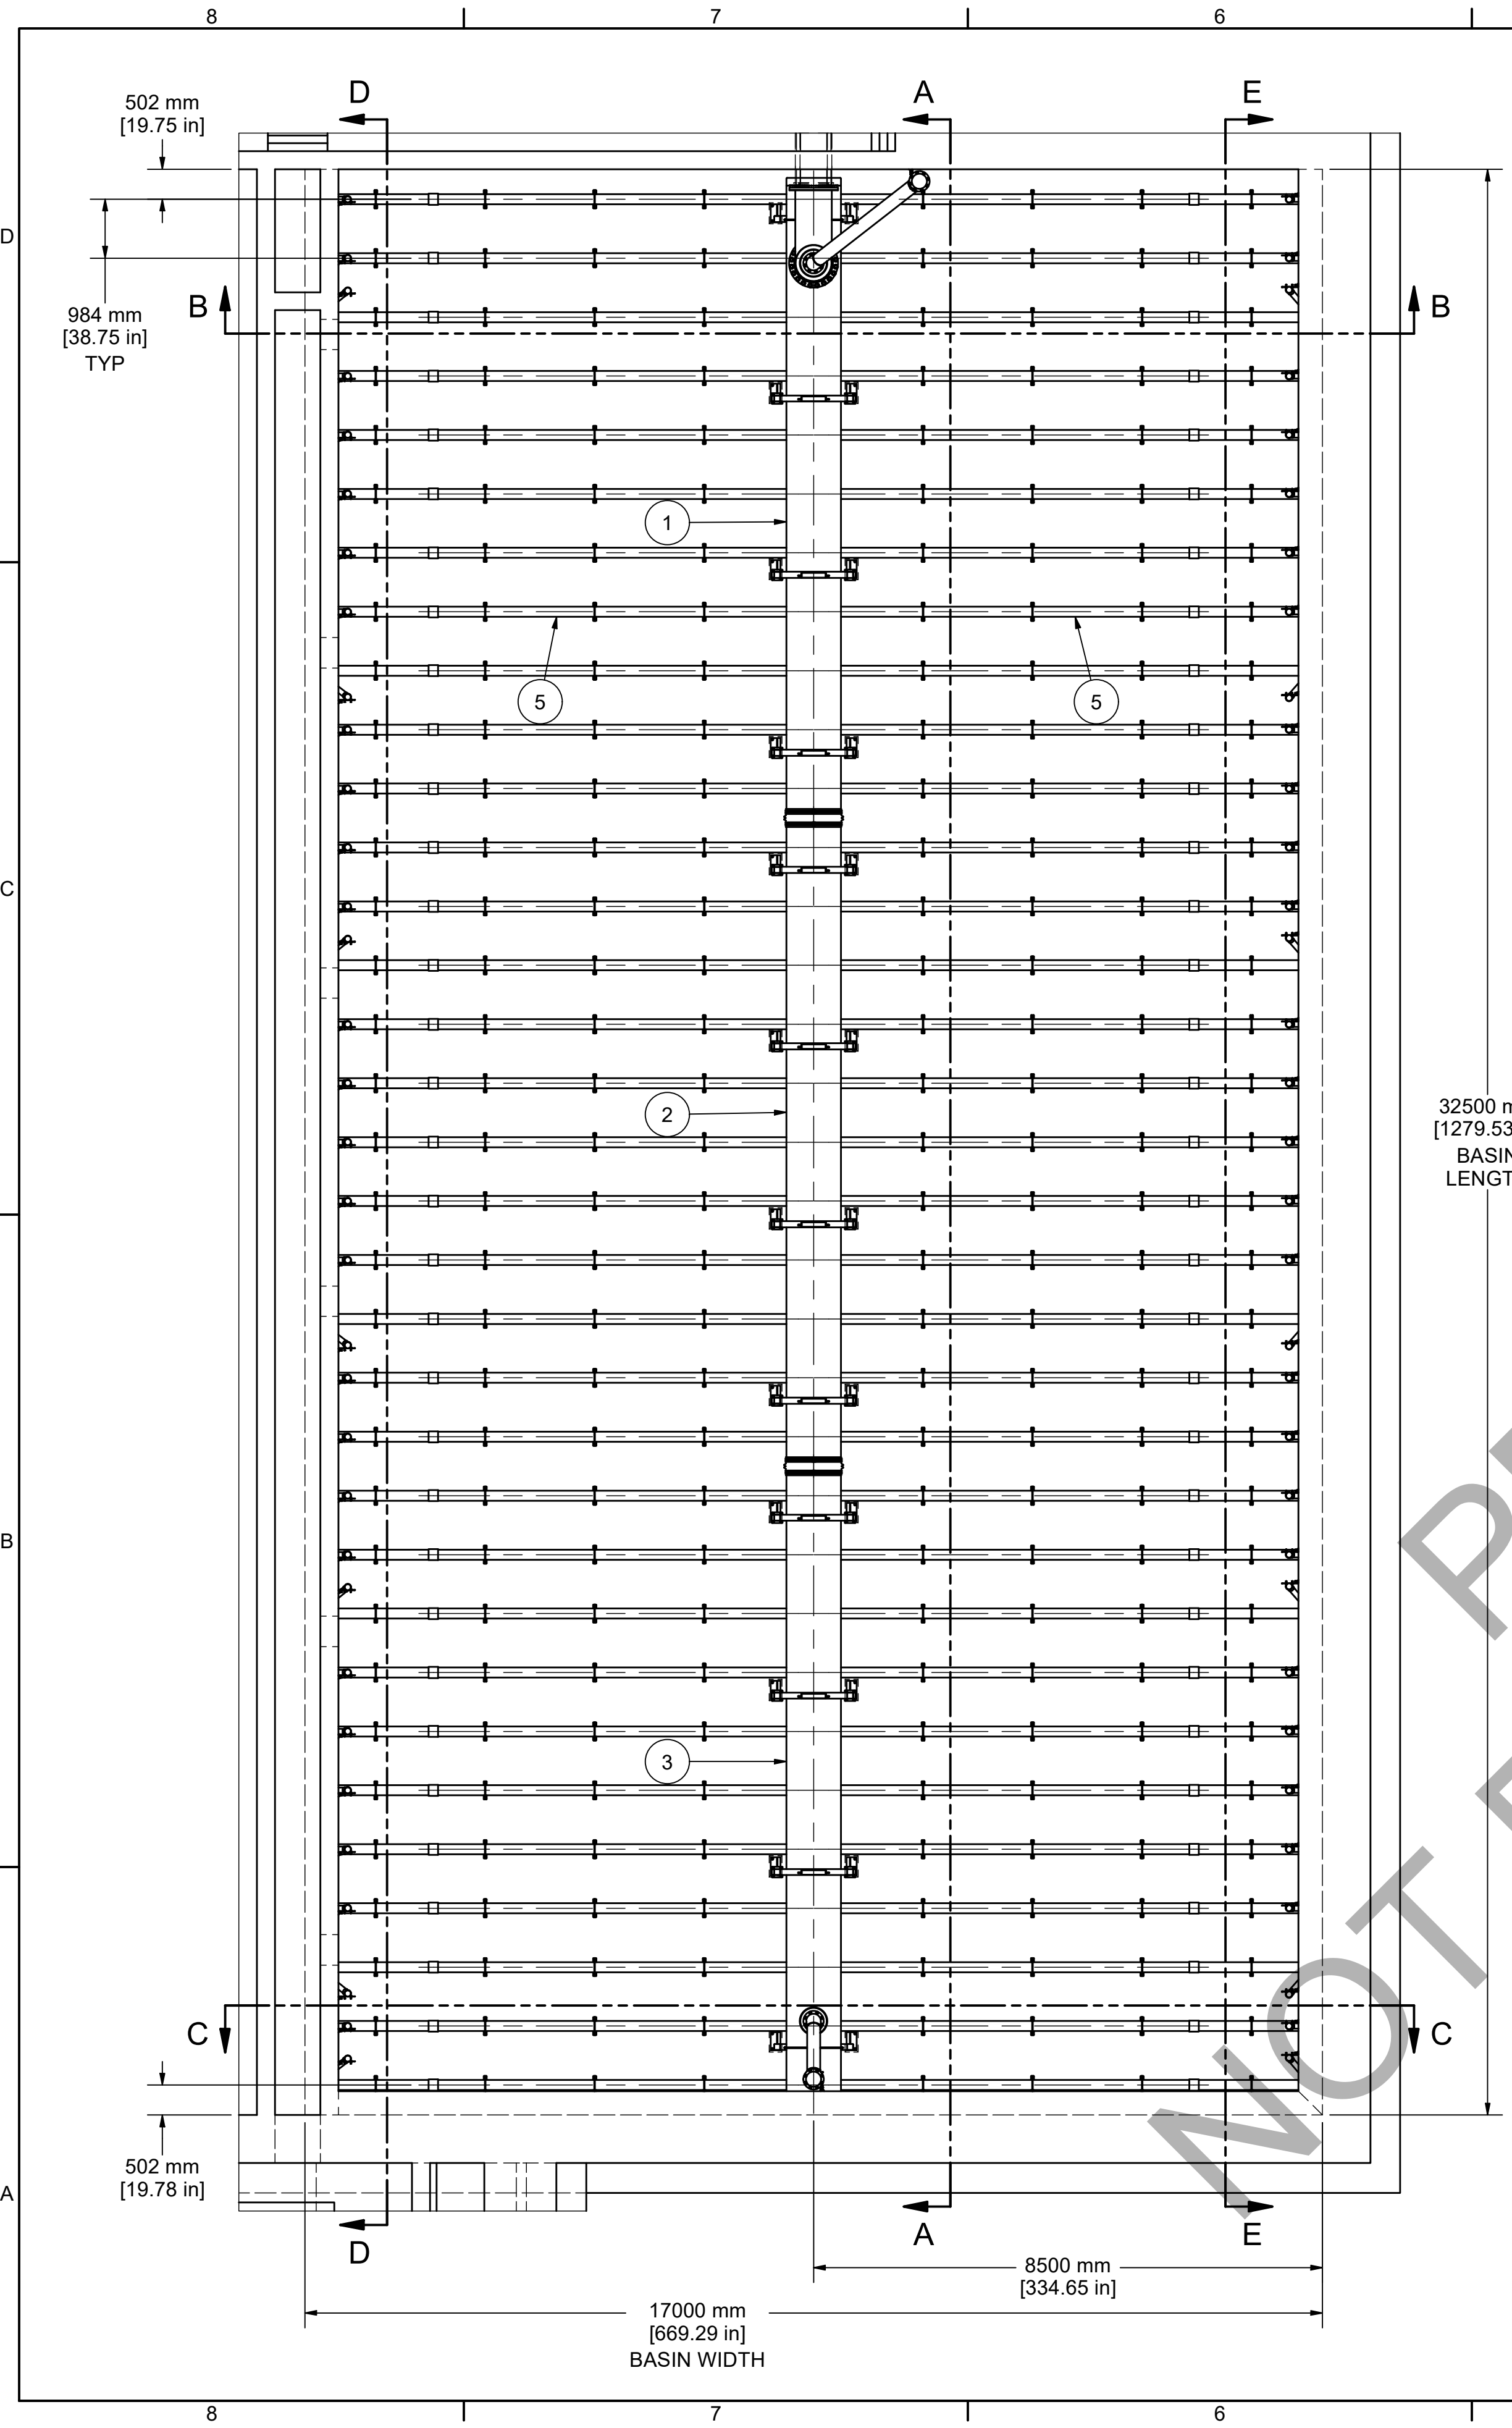 8 7 6
D A E
502 mm
[19.75 in]
D
B B
984 mm
[38.75 in]
TYP
1
5 5
C
2
32500 m
[1279.53
BASIN
LENGT
B
3
C C
NOT
502 mm
[19.78 in]
A
D A E
8500 mm
[334.65 in]
17000 mm
[669.29 in]
BASIN WIDTH
8 7 6